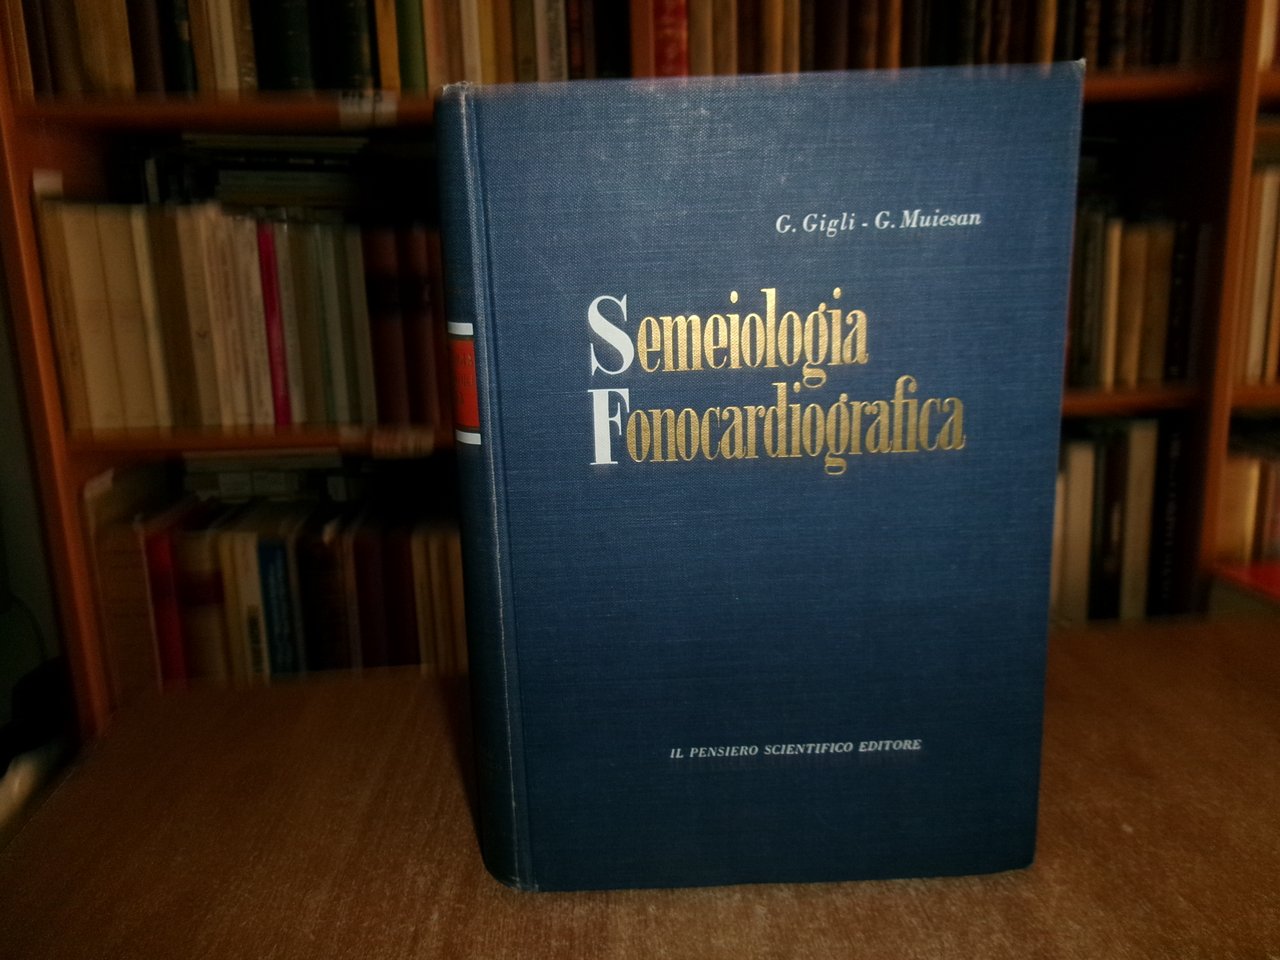 G. Gigli - G. Muiesan
Semeiologia
Fonocardiografica
IL PENSIERO SCIENTIFICO EDITORE